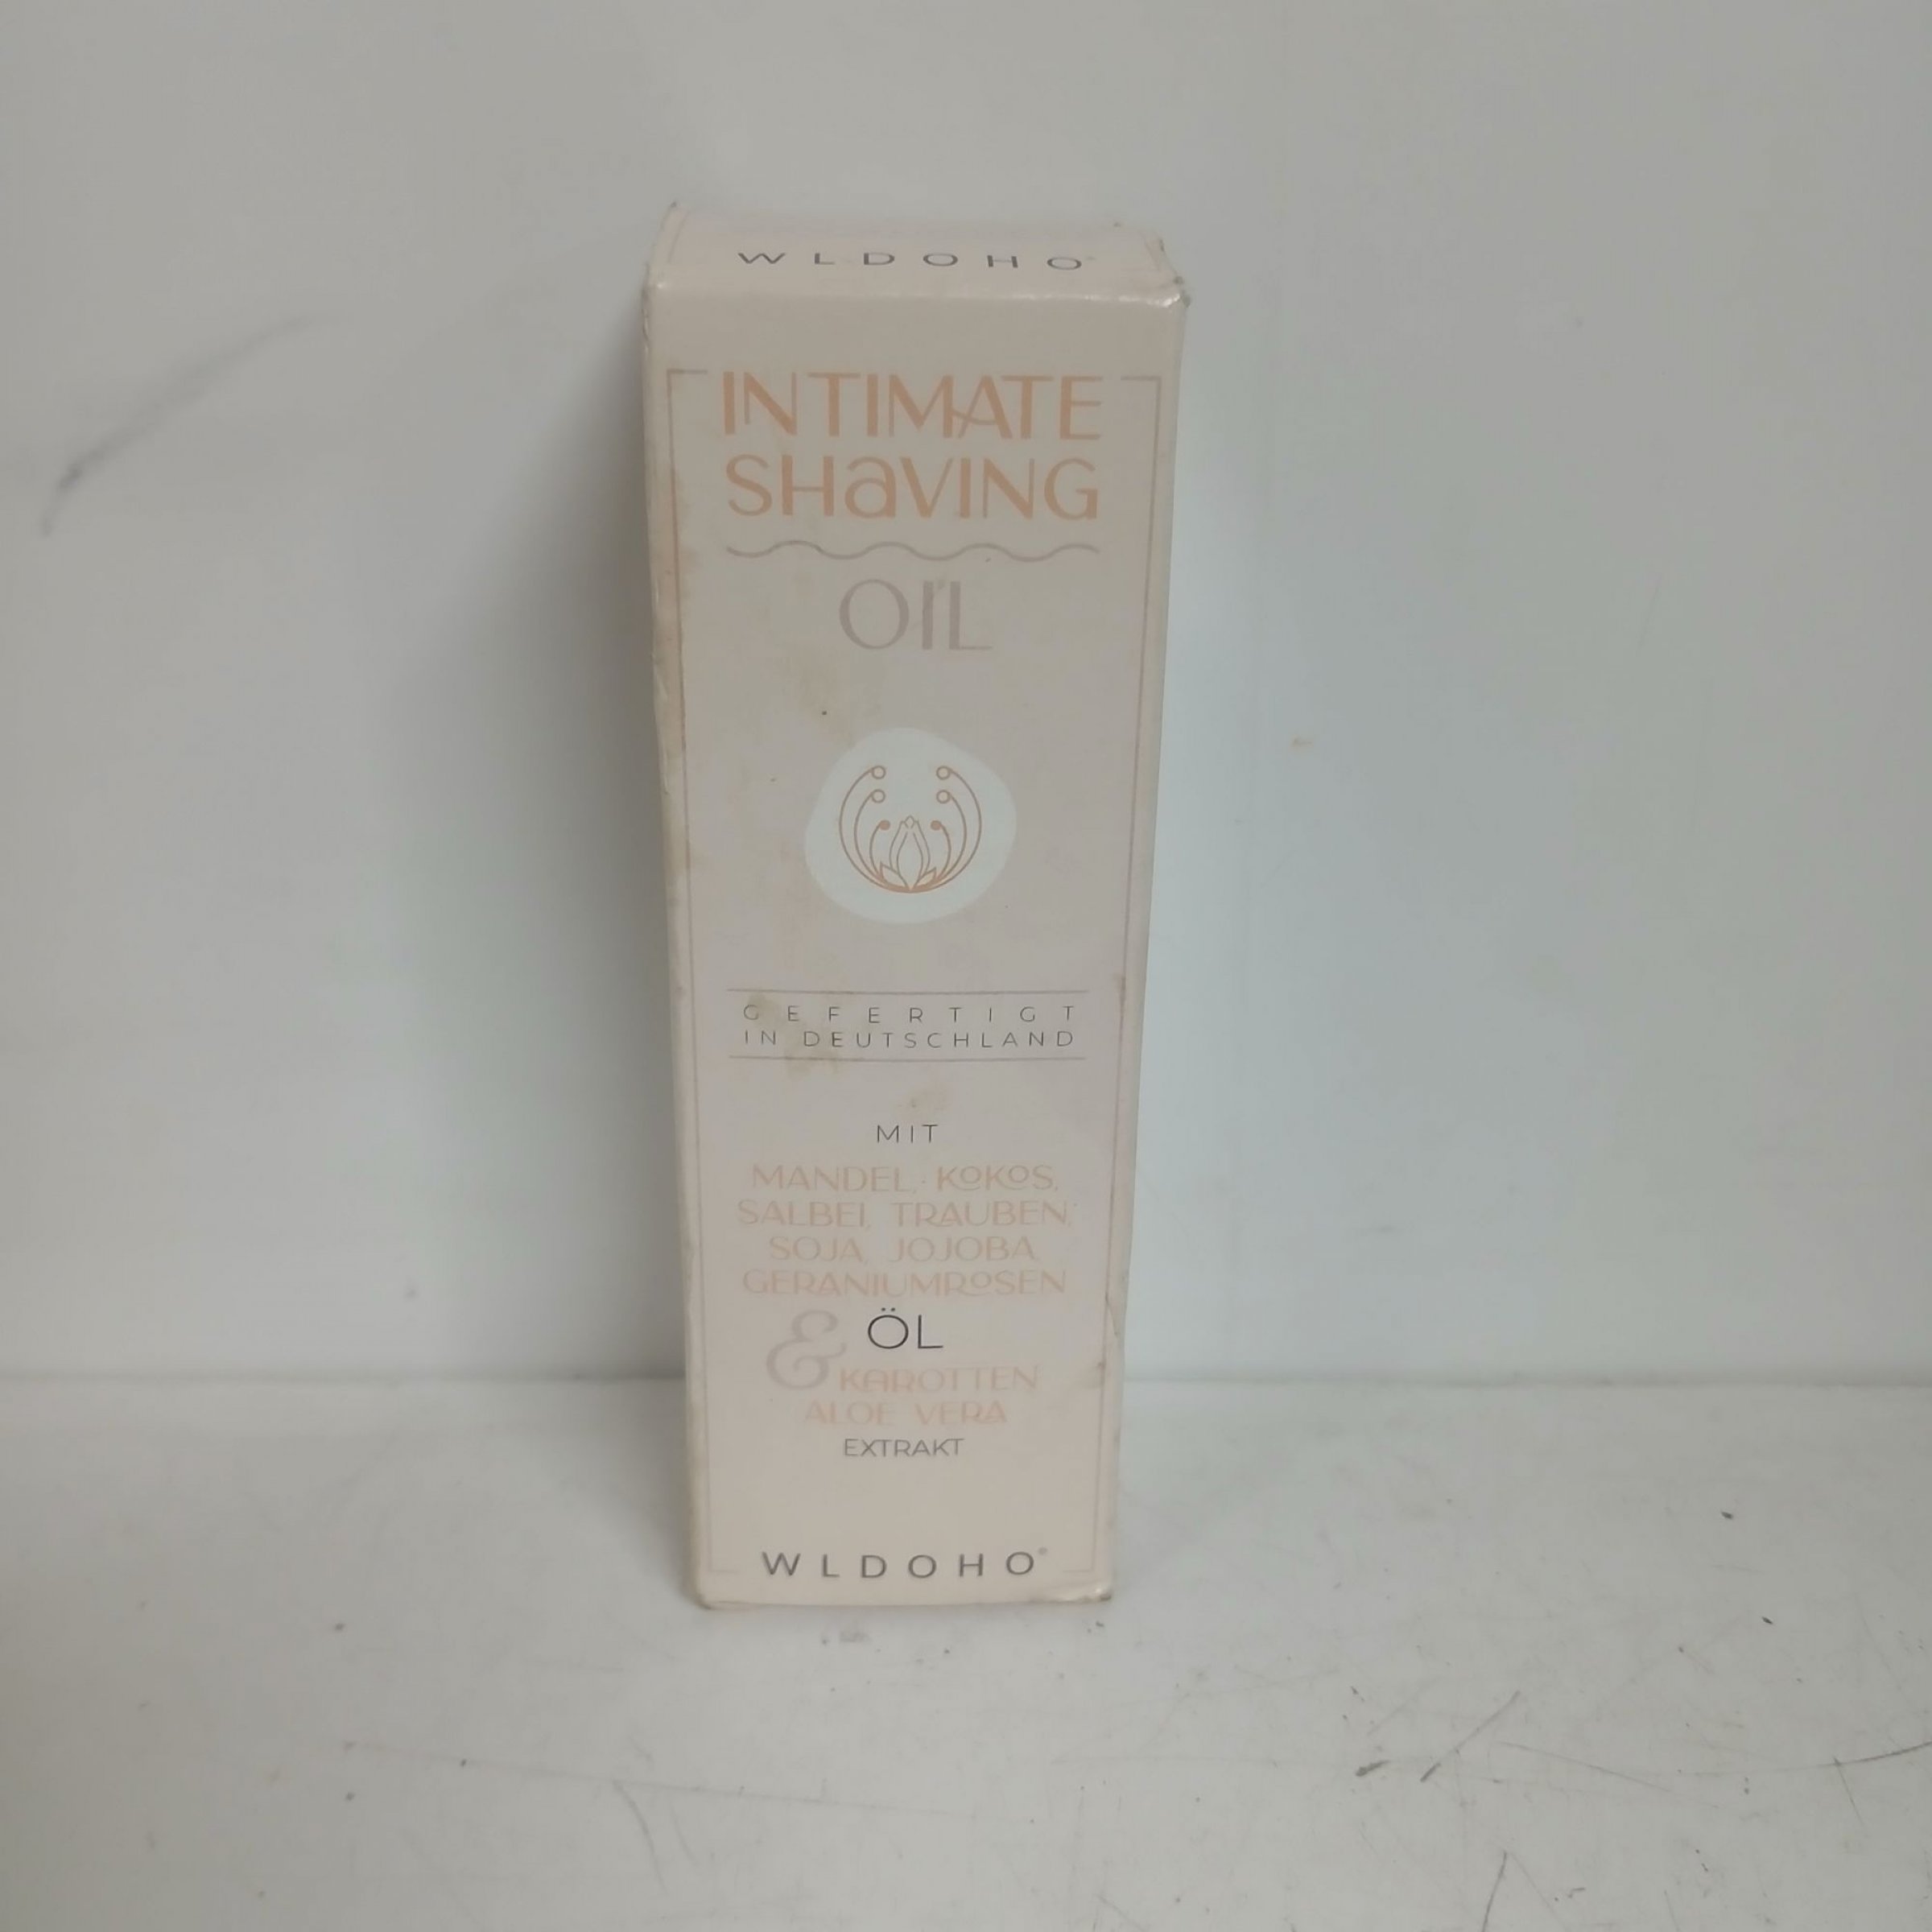 WLDOHO
INTIMATE
SHaVING
OIL
GEFERTIGT
IN DEUTSCHLAND
MIT
MANDEL, KOKOS,
SALBEI, TRAUBEN,
SOJA, JOJOBA
GERANIUMROSEN
& ÖL
KAROTTEN
ALOE VERA
EXTRAKT
WLDOHO®